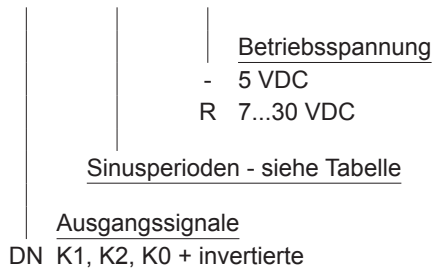 Betriebsspannung
- 5 VDC
R 7...30 VDC
Sinusperioden - siehe Tabelle
Ausgangssignale
DN K1, K2, K0 + invertierte